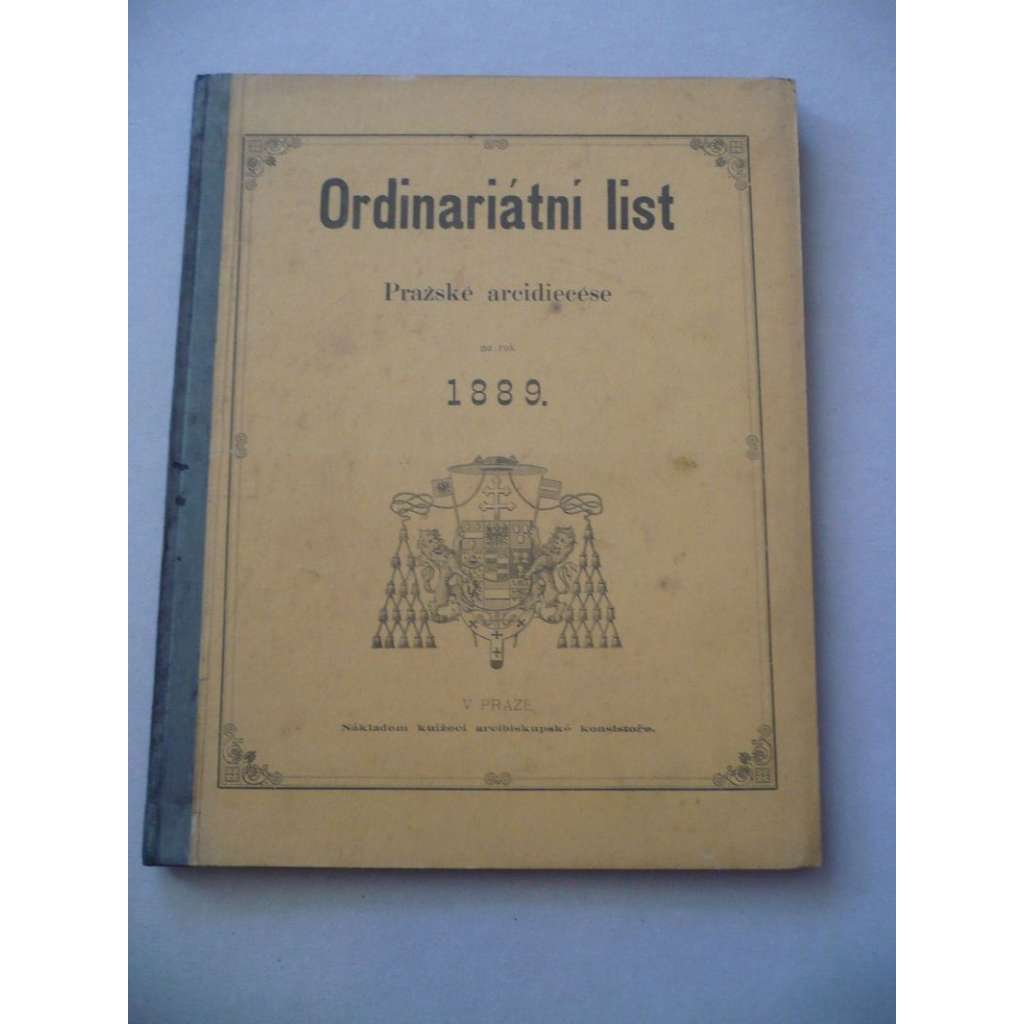 Ordinariátní list
Pražské arcidiecése
na rok
1889.
V PRAZE.
Nákladem knížecí arcibiskupské konsistoře.